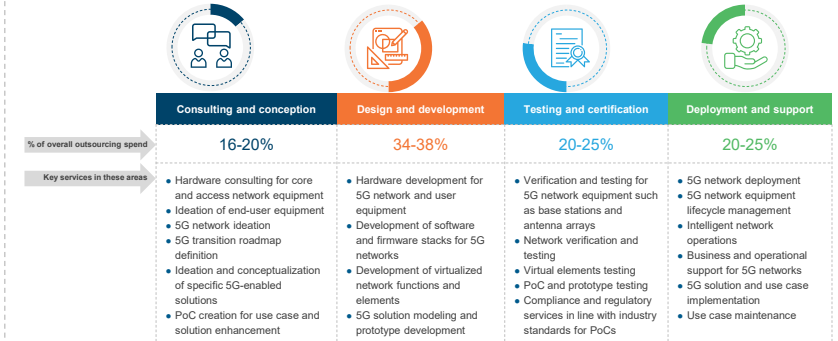 Consulting and conception
Design and development
Testing and certification
Deployment and support
% of overall outsourcing spend
16-20%
34-38%
20-25%
20-25%
Key services in these areas
● Hardware consulting for core
and access network equipment
● Ideation of end-user equipment
● 5G network ideation
● 5G transition roadmap
definition
● Ideation and conceptualization
of specific 5G-enabled
solutions
● PoC creation for use case and
solution enhancement
● Hardware development for
5G network and user
equipment
● Development of software
and firmware stacks for 5G
networks
● Development of virtualized
network functions and
elements
● 5G solution modeling and
prototype development
● Verification and testing for
5G network equipment such
as base stations and
antenna arrays
● Network verification and
testing
● Virtual elements testing
● PoC and prototype testing
● Compliance and regulatory
services in line with industry
standards for PoCs
● 5G network deployment
● 5G network equipment
lifecycle management
● Intelligent network
operations
● Business and operational
support for 5G networks
● 5G solution and use case
implementation
● Use case maintenance